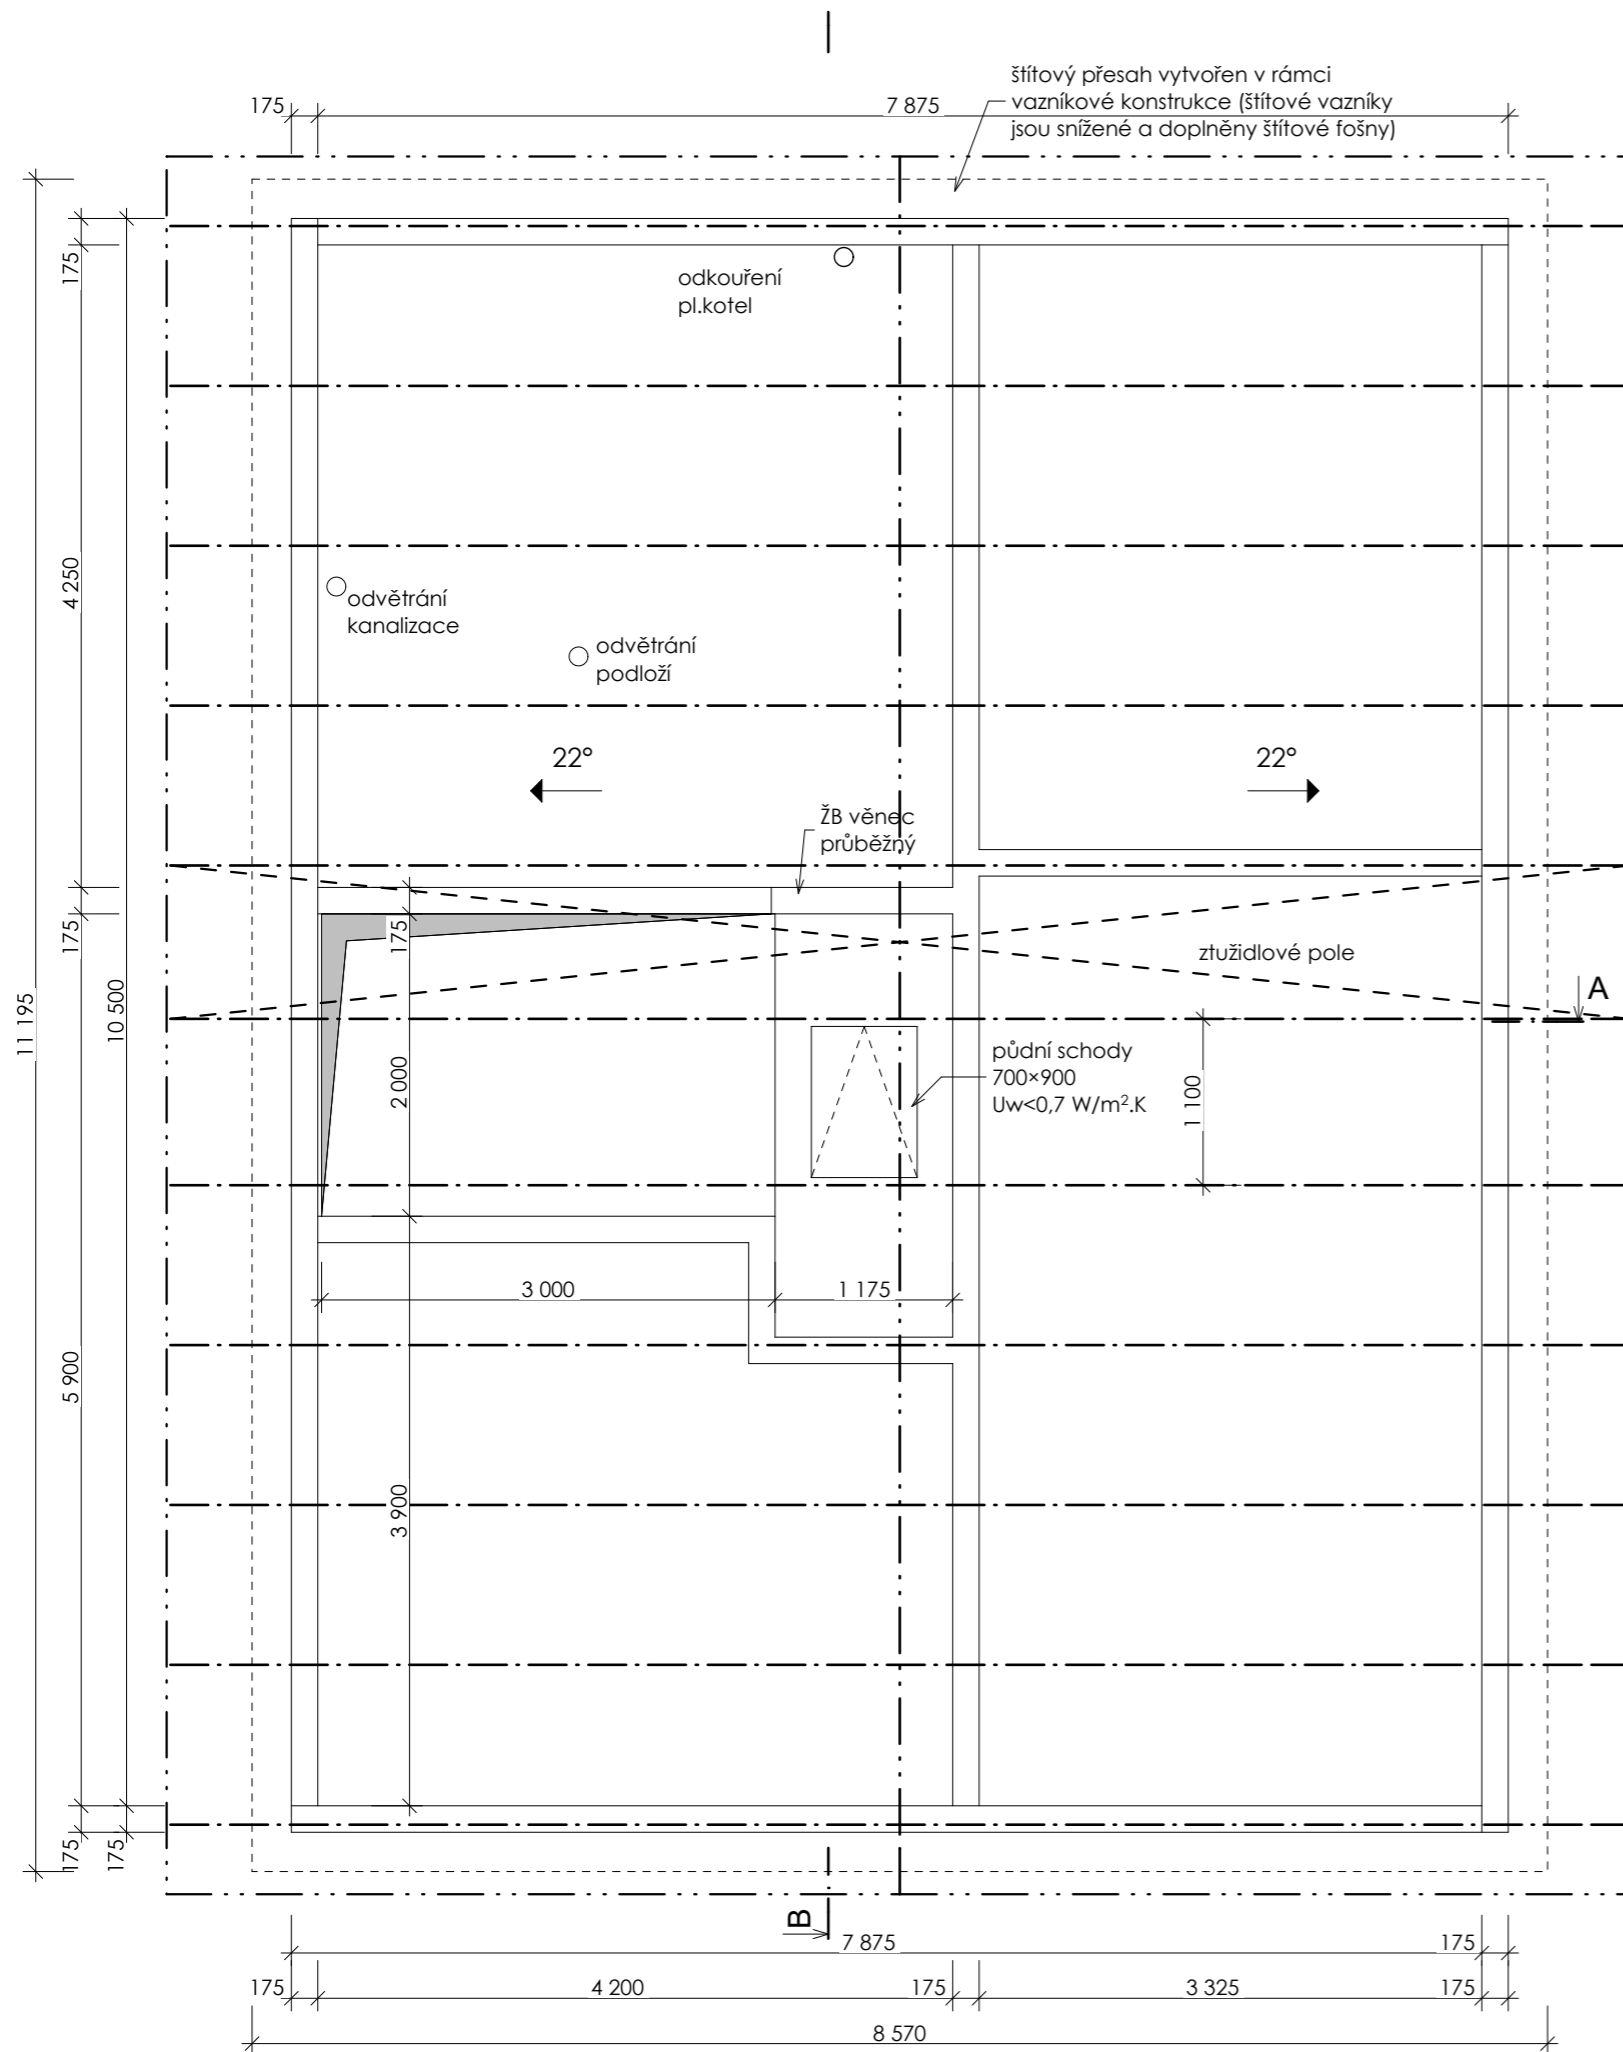 štítový přesah vytvořen v rámci
vazníkové konstrukce (štítové vazníky
jsou snížené a doplněny štítové fošny)
175
7 875
odkouření
pl.kotel
175
4 250
odvětrání
kanalizace
odvětrání
podloží
22°
22°
ŽB věnec
průběžný
175
175
ztužidlové pole
A
11 195
10 500
2 000
půdní schody
700×900
Uw<0,7 W/m².K
1 100
3 000
1 175
5 900
3 900
175
175
B
7 875
175
175
4 200
175
3 325
175
8 570